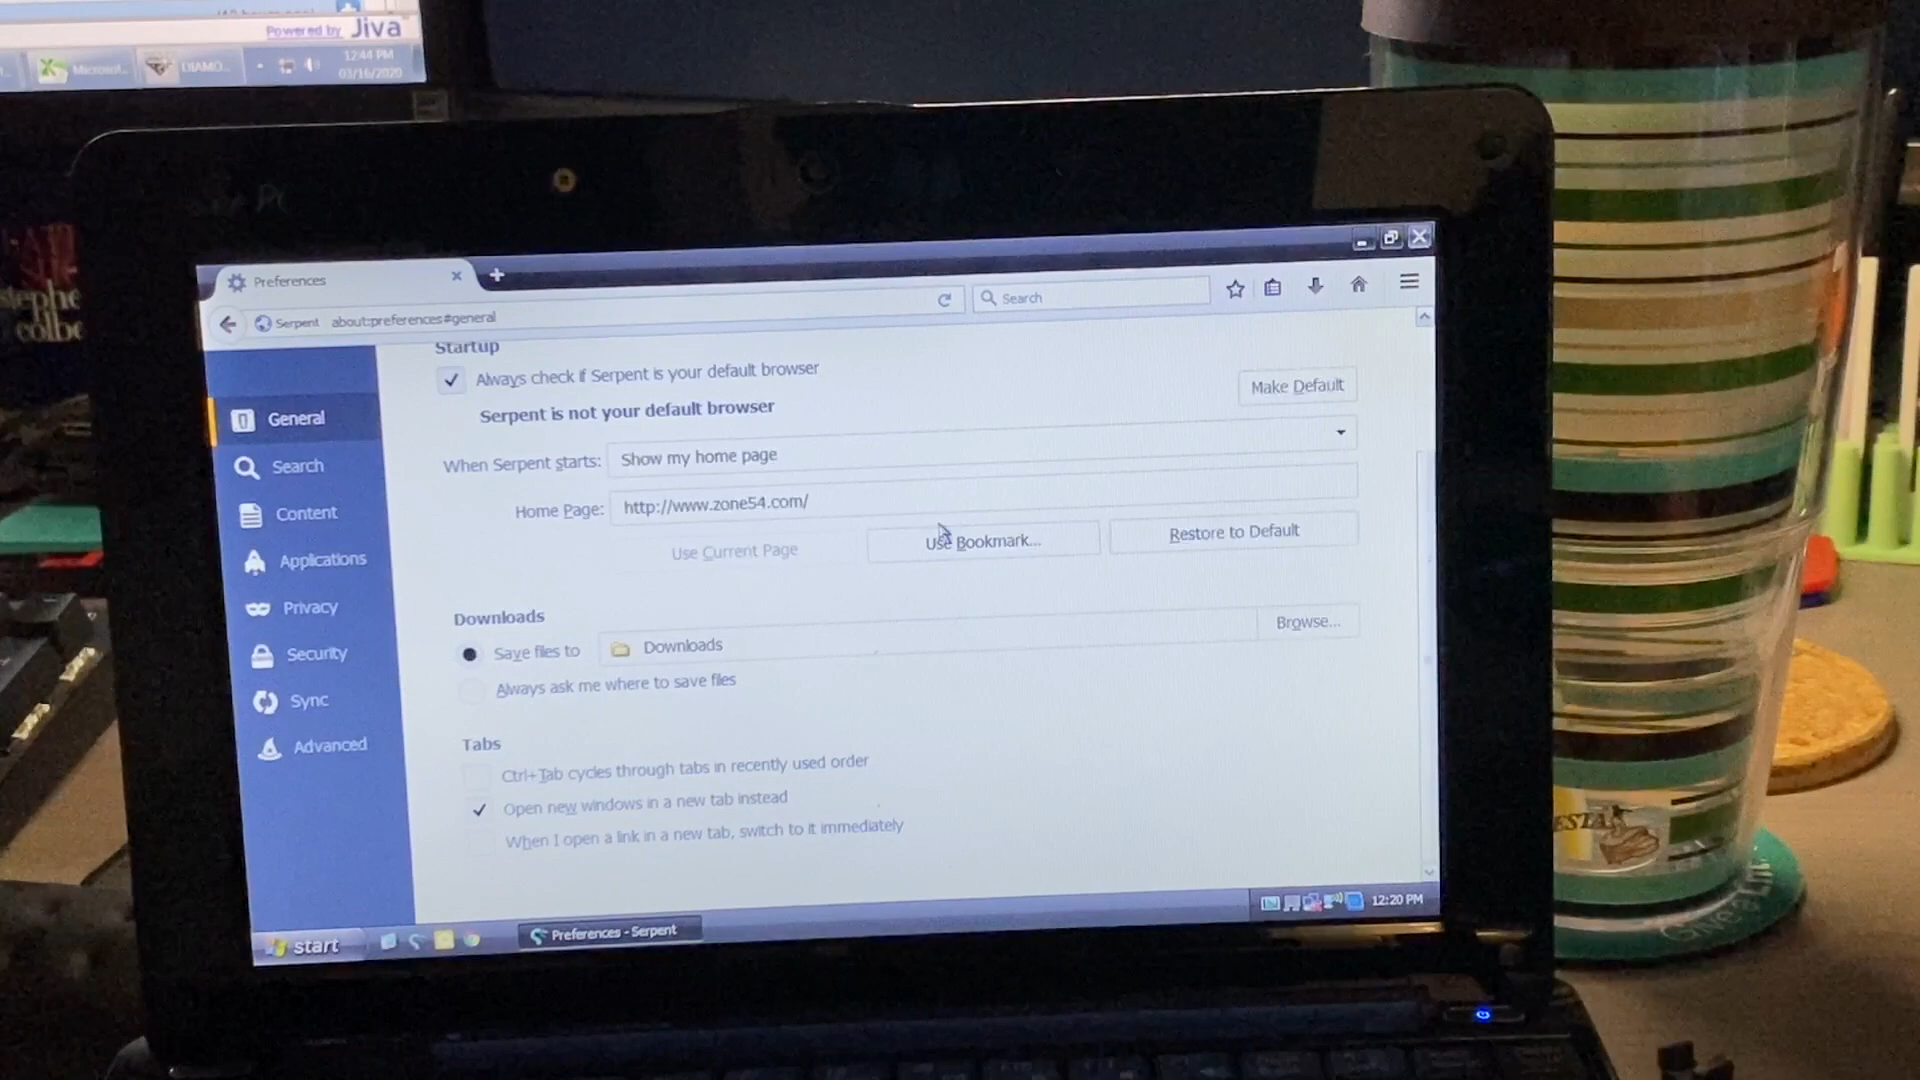 Powered by Jiva
Microsof...
DIAMO...
12:44 PM
03/16/2020
stephe
colbe
Preferences
Serpent
about:preferences#general
Search
Startup
Always check if Serpent is your default browser
Serpent is not your default browser
Make Default
When Serpent starts:
Show my home page
Home Page:
http://www.zone54.com/
Use Current Page
Use Bookmark...
Restore to Default
General
Search
Content
Applications
Privacy
Security
Sync
Advanced
Downloads
Save files to
Downloads
Browse...
Always ask me where to save files
Tabs
Ctrl+Tab cycles through tabs in recently used order
Open new windows in a new tab instead
When I open a link in a new tab, switch to it immediately
start
Preferences - Serpent
12:20 PM
ESTA